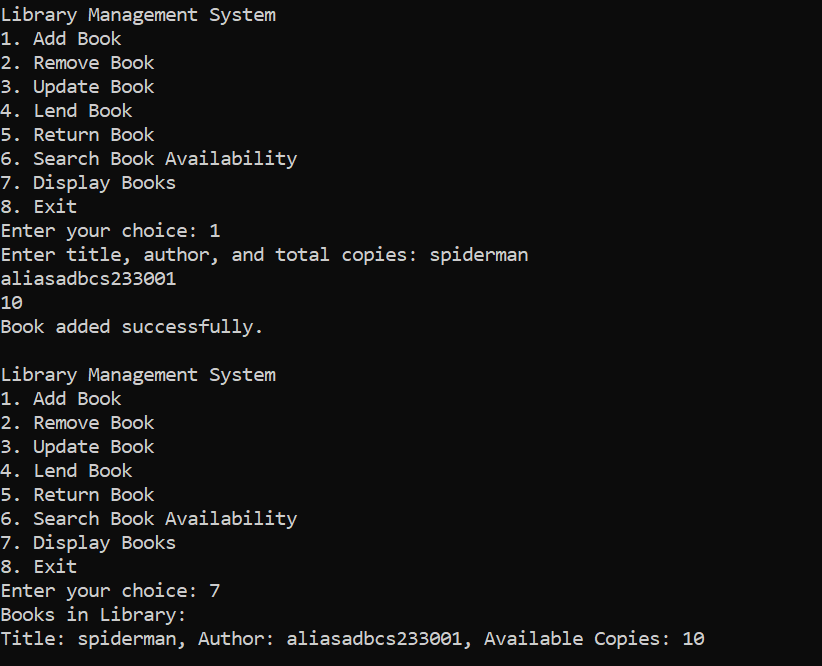 Library Management System
1. Add Book
2. Remove Book
3. Update Book
4. Lend Book
5. Return Book
6. Search Book Availability
7. Display Books
8. Exit
Enter your choice: 1
Enter title, author, and total copies: spiderman
aliasadbcs233001
10
Book added successfully.

Library Management System
1. Add Book
2. Remove Book
3. Update Book
4. Lend Book
5. Return Book
6. Search Book Availability
7. Display Books
8. Exit
Enter your choice: 7
Books in Library:
Title: spiderman, Author: aliasadbcs233001, Available Copies: 10